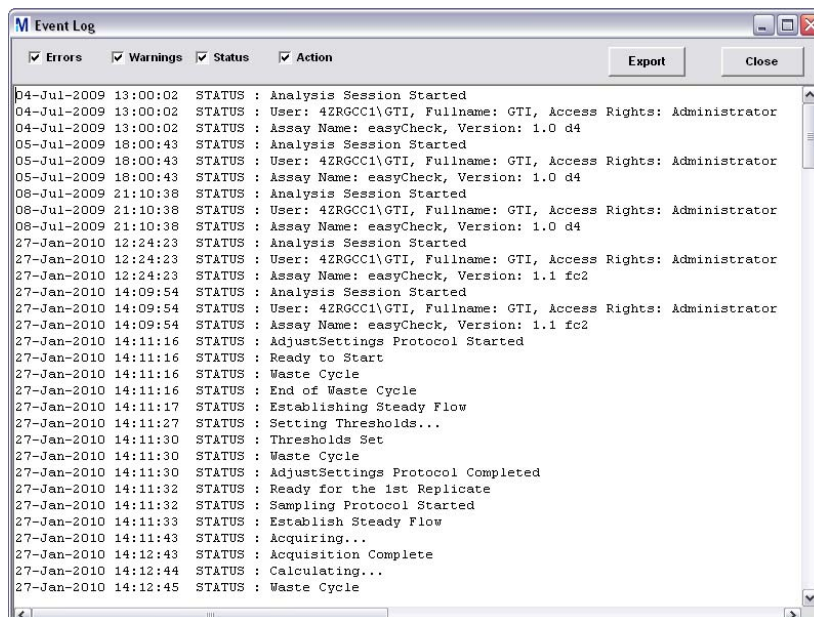 M Event Log
Errors Warnings Status Action Export Close
04-Jul-2009 13:00:02 STATUS : Analysis Session Started
04-Jul-2009 13:00:02 STATUS : User: 4ZRGCC1\GTI, Fullname: GTI, Access Rights: Administrator
04-Jul-2009 13:00:02 STATUS : Assay Name: easyCheck, Version: 1.0 d4
05-Jul-2009 18:00:43 STATUS : Analysis Session Started
05-Jul-2009 18:00:43 STATUS : User: 4ZRGCC1\GTI, Fullname: GTI, Access Rights: Administrator
05-Jul-2009 18:00:43 STATUS : Assay Name: easyCheck, Version: 1.0 d4
08-Jul-2009 21:10:38 STATUS : Analysis Session Started
08-Jul-2009 21:10:38 STATUS : User: 4ZRGCC1\GTI, Fullname: GTI, Access Rights: Administrator
08-Jul-2009 21:10:38 STATUS : Assay Name: easyCheck, Version: 1.0 d4
27-Jan-2010 12:24:23 STATUS : Analysis Session Started
27-Jan-2010 12:24:23 STATUS : User: 4ZRGCC1\GTI, Fullname: GTI, Access Rights: Administrator
27-Jan-2010 12:24:23 STATUS : Assay Name: easyCheck, Version: 1.1 fc2
27-Jan-2010 14:09:54 STATUS : Analysis Session Started
27-Jan-2010 14:09:54 STATUS : User: 4ZRGCC1\GTI, Fullname: GTI, Access Rights: Administrator
27-Jan-2010 14:09:54 STATUS : Assay Name: easyCheck, Version: 1.1 fc2
27-Jan-2010 14:11:16 STATUS : AdjustSettings Protocol Started
27-Jan-2010 14:11:16 STATUS : Ready to Start
27-Jan-2010 14:11:16 STATUS : Waste Cycle
27-Jan-2010 14:11:16 STATUS : End of Waste Cycle
27-Jan-2010 14:11:17 STATUS : Establishing Steady Flow
27-Jan-2010 14:11:27 STATUS : Setting Thresholds...
27-Jan-2010 14:11:30 STATUS : Thresholds Set
27-Jan-2010 14:11:30 STATUS : Waste Cycle
27-Jan-2010 14:11:30 STATUS : AdjustSettings Protocol Completed
27-Jan-2010 14:11:32 STATUS : Ready for the 1st Replicate
27-Jan-2010 14:11:32 STATUS : Sampling Protocol Started
27-Jan-2010 14:11:33 STATUS : Establish Steady Flow
27-Jan-2010 14:11:43 STATUS : Acquiring...
27-Jan-2010 14:12:43 STATUS : Acquisition Complete
27-Jan-2010 14:12:44 STATUS : Calculating...
27-Jan-2010 14:12:45 STATUS : Waste Cycle